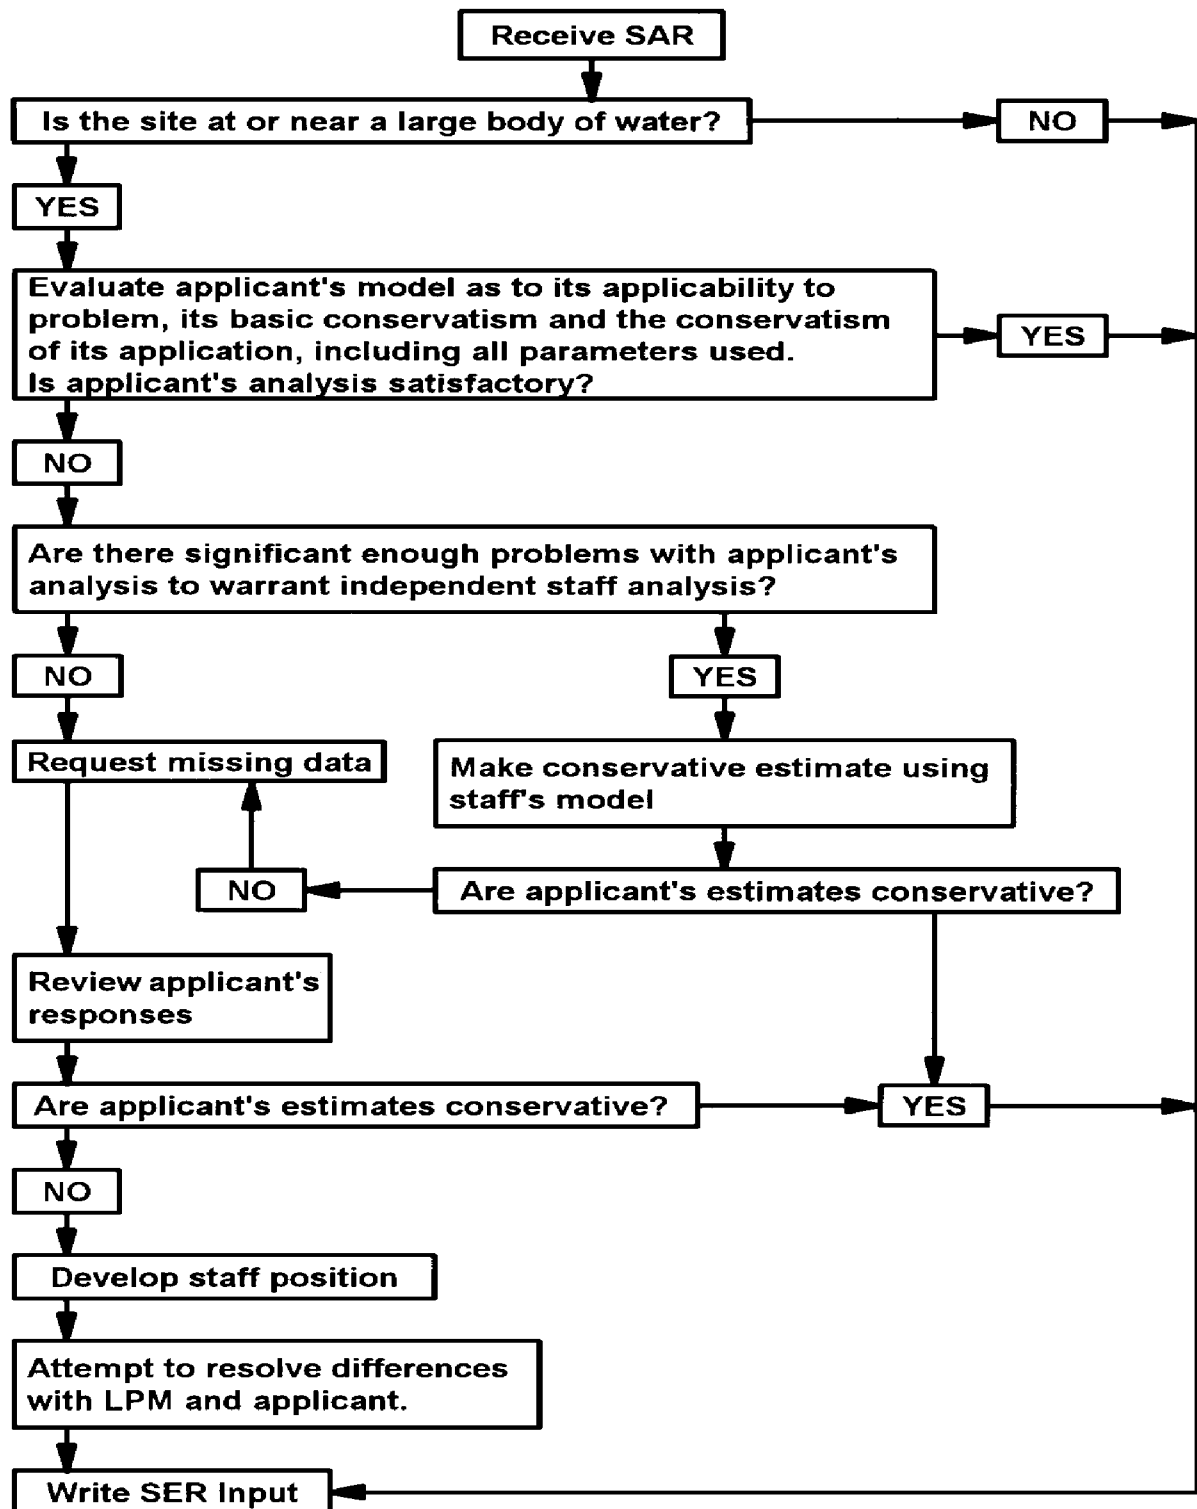 Receive SAR
Is the site at or near a large body of water?
NO
YES
Evaluate applicant's model as to its applicability to
problem, its basic conservatism and the conservatism
of its application, including all parameters used.
Is applicant's analysis satisfactory?
YES
NO
Are there significant enough problems with applicant's
analysis to warrant independent staff analysis?
NO
YES
Request missing data
Make conservative estimate using
staff's model
NO
Are applicant's estimates conservative?
Review applicant's
responses
Are applicant's estimates conservative?
YES
NO
Develop staff position
Attempt to resolve differences
with LPM and applicant.
Write SER Input